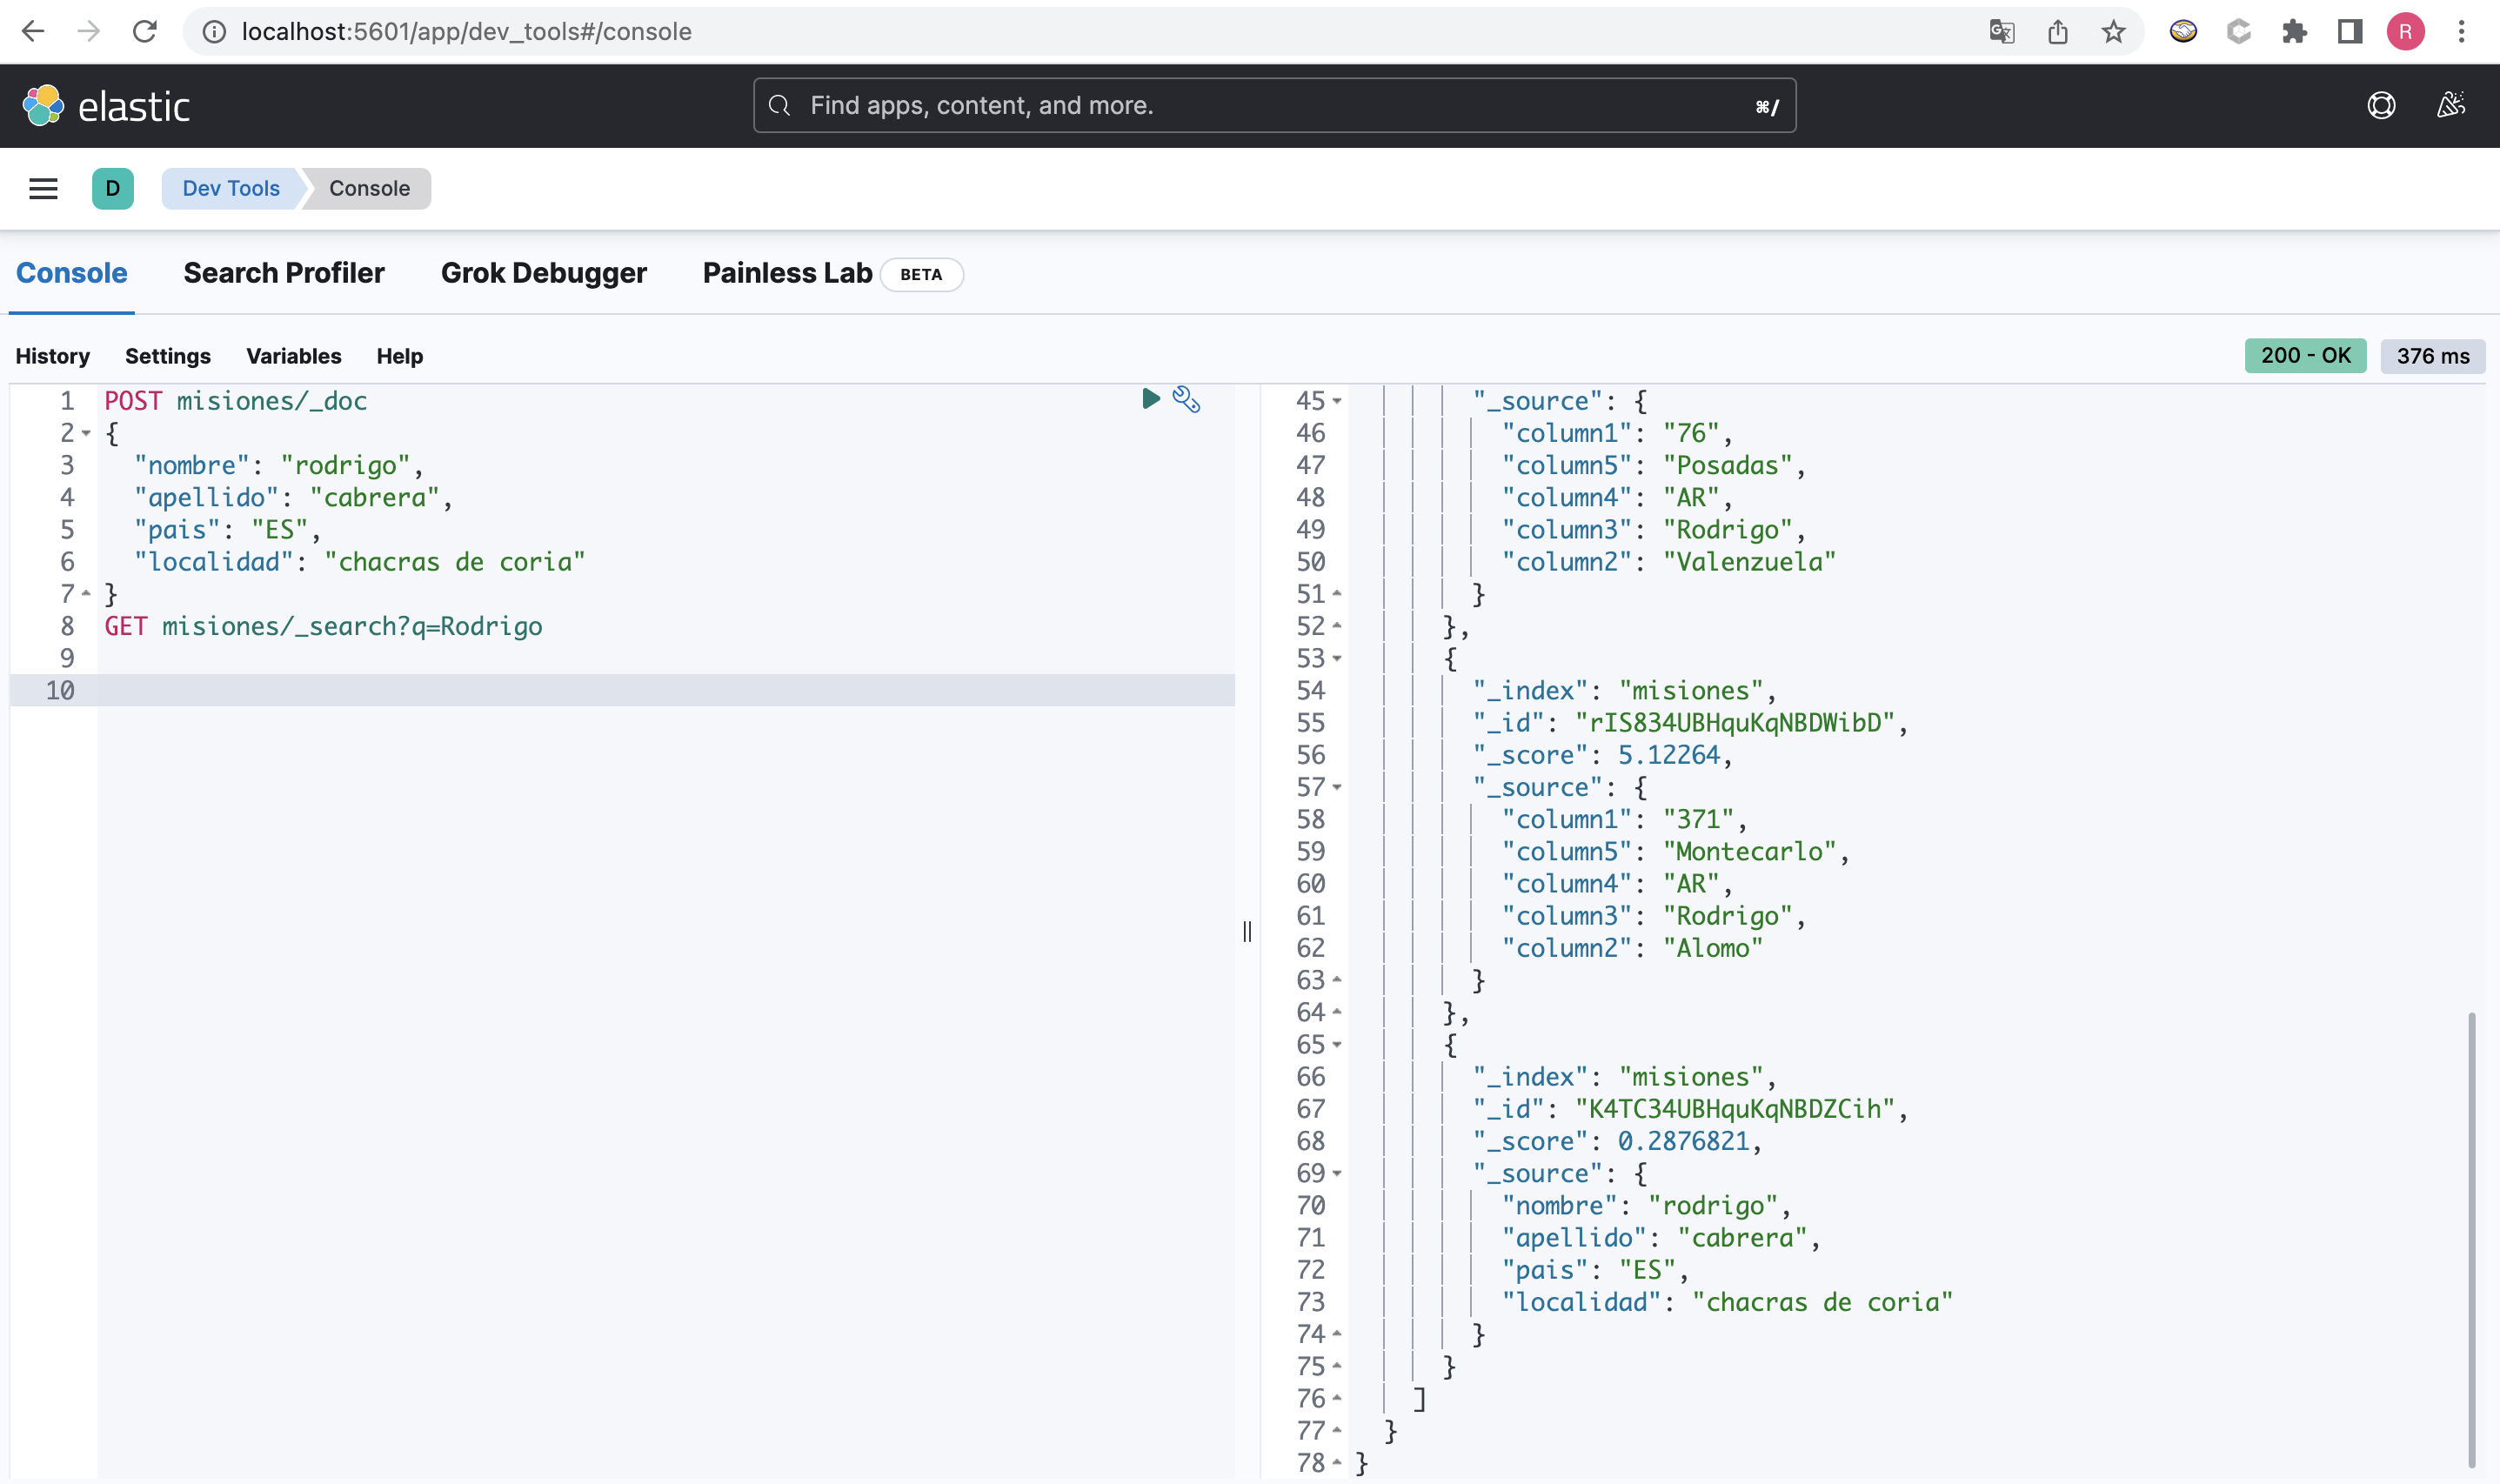 localhost:5601/app/dev_tools#/console
R
elastic
Find apps, content, and more.
⌘/
D
Dev Tools
Console
Console
Search Profiler
Grok Debugger
Painless Lab
BETA
History
Settings
Variables
Help
200 - OK
376 ms
1 POST misiones/_doc
2 {
3 "nombre": "rodrigo",
4 "apellido": "cabrera",
5 "pais": "ES",
6 "localidad": "chacras de coria"
7 }
8 GET misiones/_search?q=Rodrigo
9
10
45 "_source": {
46 "column1": "76",
47 "column5": "Posadas",
48 "column4": "AR",
49 "column3": "Rodrigo",
50 "column2": "Valenzuela"
51 }
52 },
53 {
54 "_index": "misiones",
55 "_id": "rIS834UBHquKqNBDWibD",
56 "_score": 5.12264,
57 "_source": {
58 "column1": "371",
59 "column5": "Montecarlo",
60 "column4": "AR",
61 "column3": "Rodrigo",
62 "column2": "Alomo"
63 }
64 },
65 {
66 "_index": "misiones",
67 "_id": "K4TC34UBHquKqNBDZCih",
68 "_score": 0.2876821,
69 "_source": {
70 "nombre": "rodrigo",
71 "apellido": "cabrera",
72 "pais": "ES",
73 "localidad": "chacras de coria"
74 }
75 }
76 ]
77 }
78 }